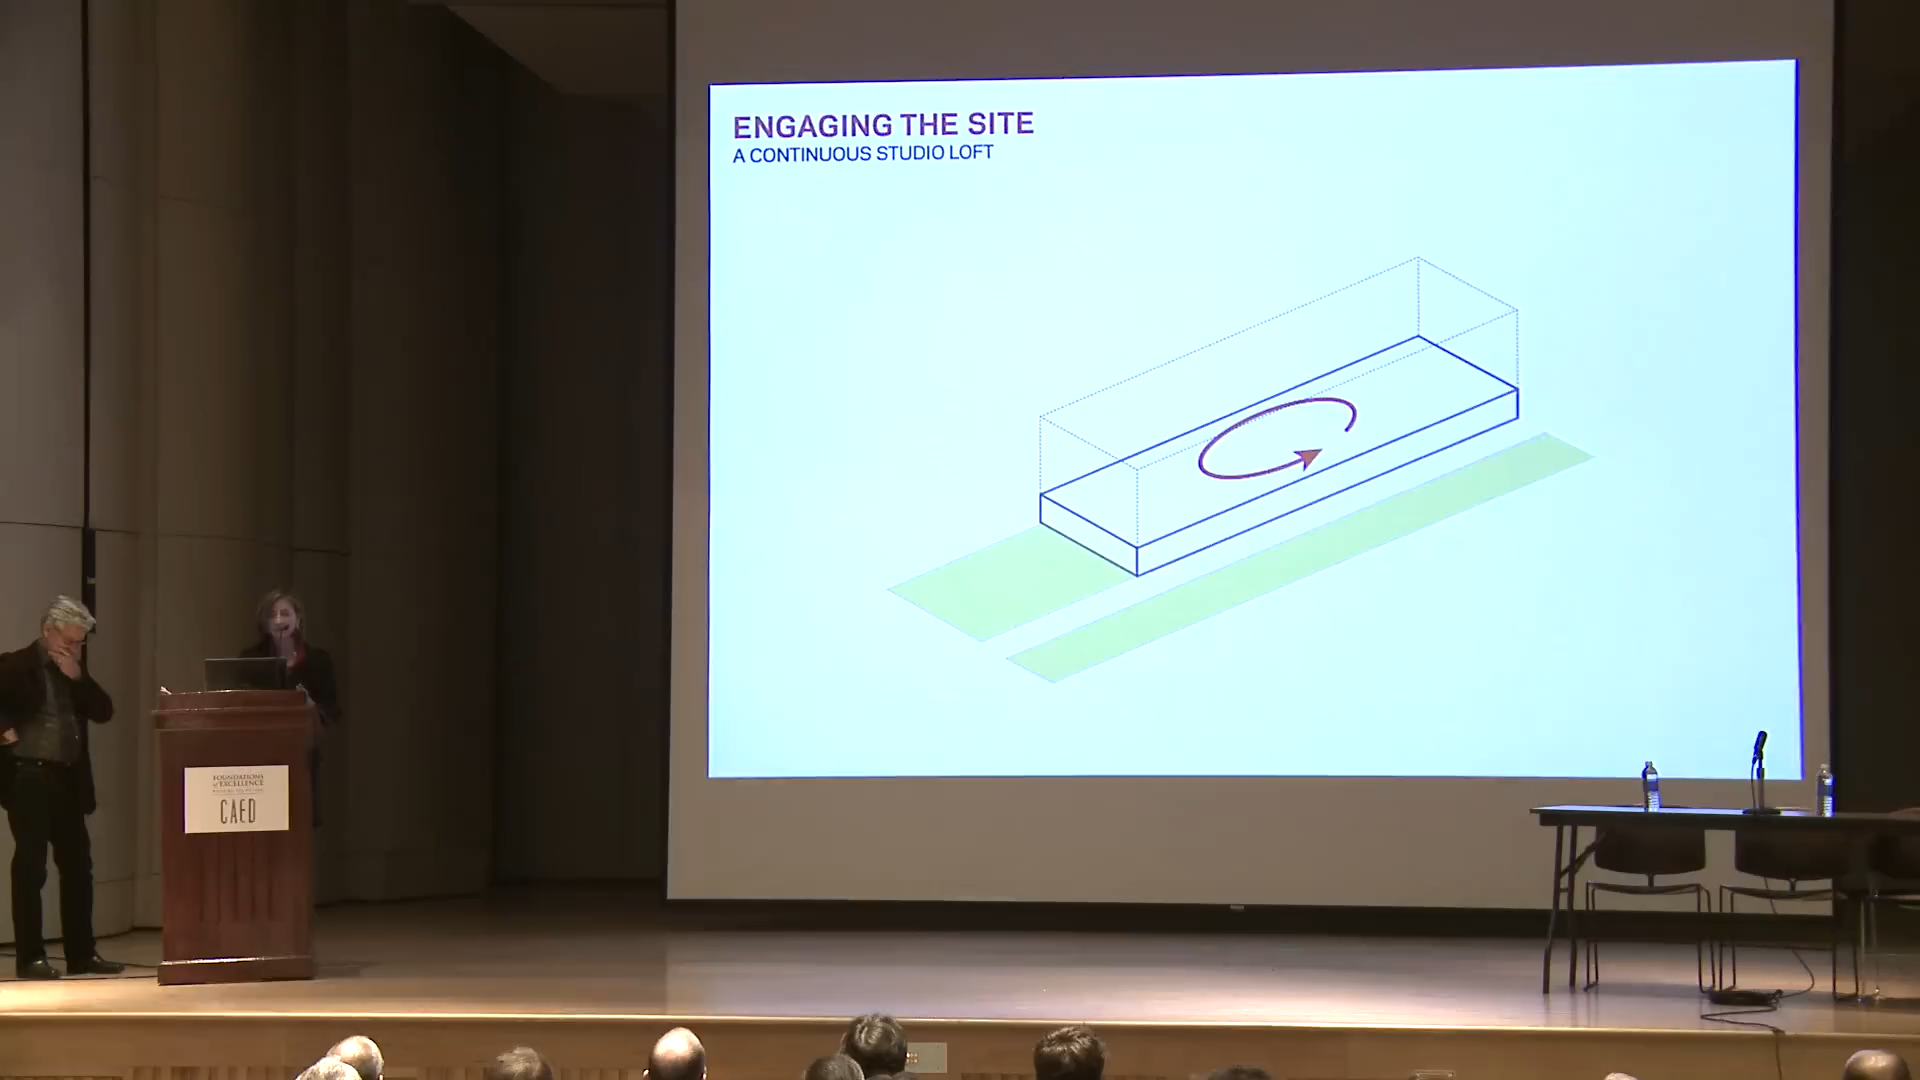 ENGAGING THE SITE
A CONTINUOUS STUDIO LOFT
FOUNDATIONS
of EXCELLENCE
CAED